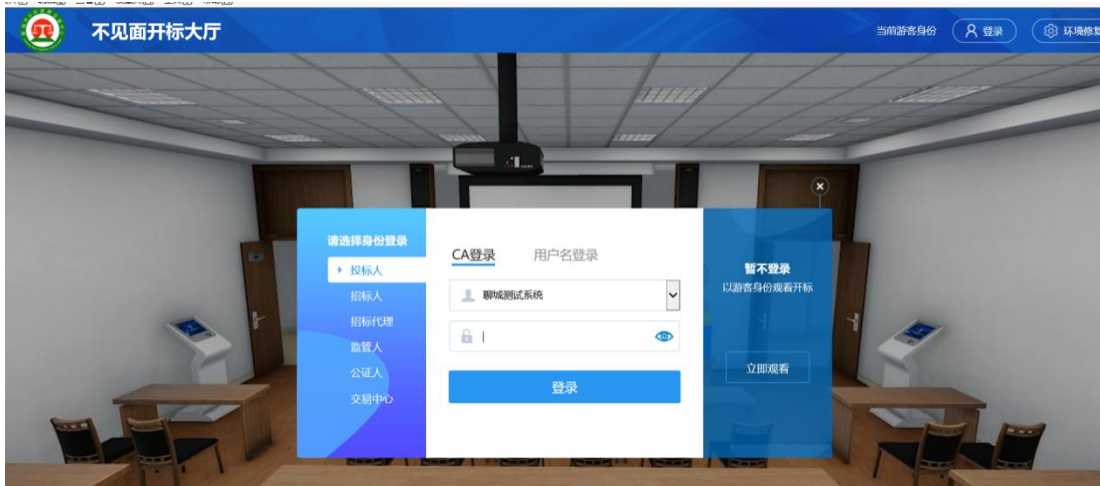 不见面开标大厅
当前游客身份
登录
环境修复
请选择身份登录
投标人
招标人
招标代理
监管人
公证人
交易中心
CA登录 用户名登录
聊城测试系统
登录
暂不登录
以游客身份观看开标
立即观看